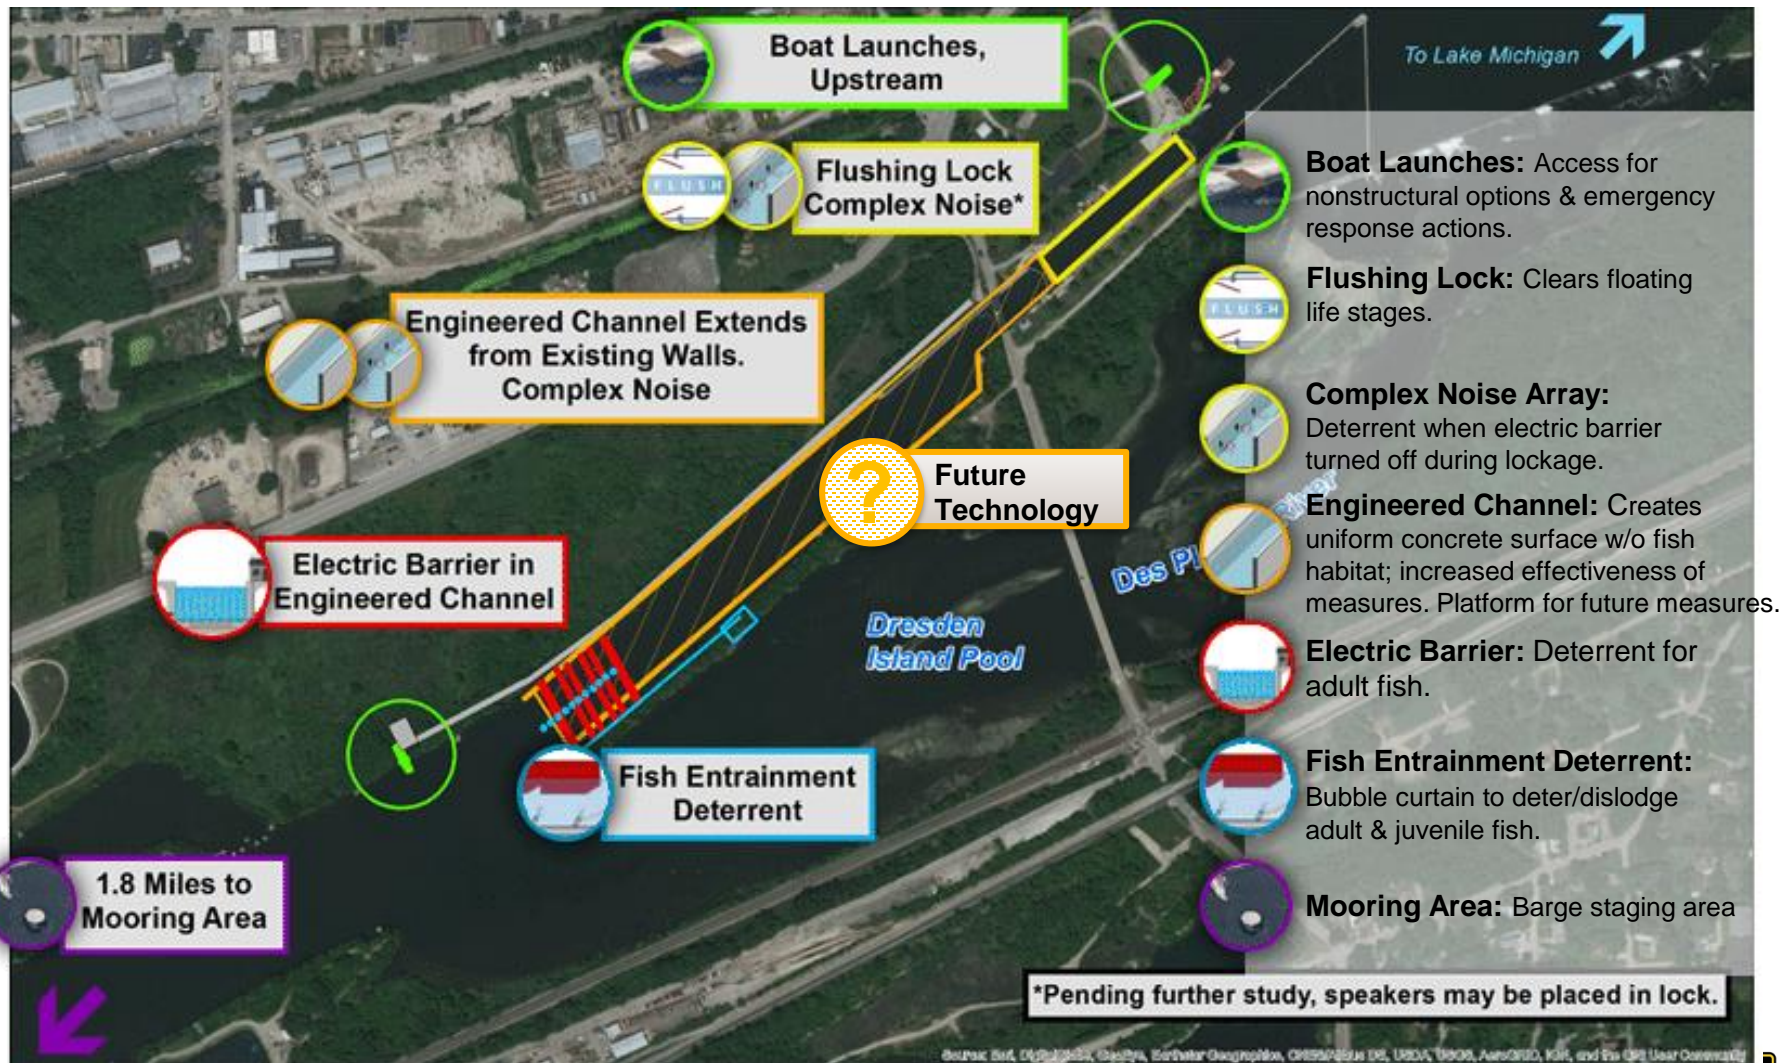 Boat Launches,
Upstream
To Lake Michigan
FLUSH
Flushing Lock
Complex Noise*
Engineered Channel Extends
from Existing Walls.
Complex Noise
?
Future
Technology
Electric Barrier in
Engineered Channel
Dresden
Island Pool
Des Pl
River
Fish Entrainment
Deterrent
1.8 Miles to
Mooring Area
Boat Launches: Access for
nonstructural options & emergency
response actions.
FLUSH
Flushing Lock: Clears floating
life stages.
Complex Noise Array:
Deterrent when electric barrier
turned off during lockage.
Engineered Channel: Creates
uniform concrete surface w/o fish
habitat; increased effectiveness of
measures. Platform for future measures.
Electric Barrier: Deterrent for
adult fish.
Fish Entrainment Deterrent:
Bubble curtain to deter/dislodge
adult & juvenile fish.
Mooring Area: Barge staging area
*Pending further study, speakers may be placed in lock.